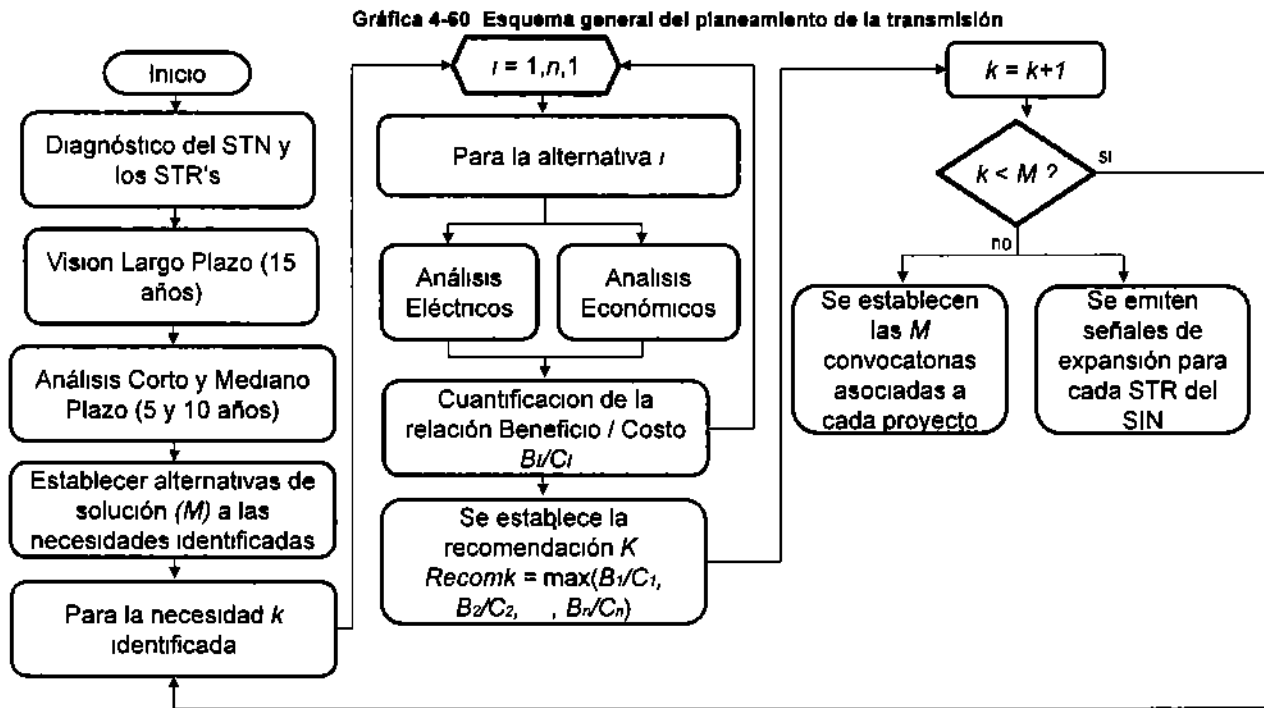 Gráfica 4-60 Esquema general del planeamiento de la transmisión
Inicio
Diagnóstico del STN y
los STR's
Vision Largo Plazo (15
años)
Análisis Corto y Mediano
Plazo (5 y 10 años)
Establecer alternativas de
solución (M) a las
necesidades identificadas
Para la necesidad k
identificada
i = 1,n,1
Para la alternativa i
Análisis
Eléctricos
Analisis
Económicos
Cuantificacion de la
relación Beneficio / Costo
Bi/Ci
Se establece la
recomendación K
Recomk = max(B1/C1,
B2/C2, , Bn/Cn)
k = k+1
k < M ?
si
no
Se establecen
las M
convocatorias
asociadas a
cada proyecto
Se emiten
señales de
expansión para
cada STR del
SIN